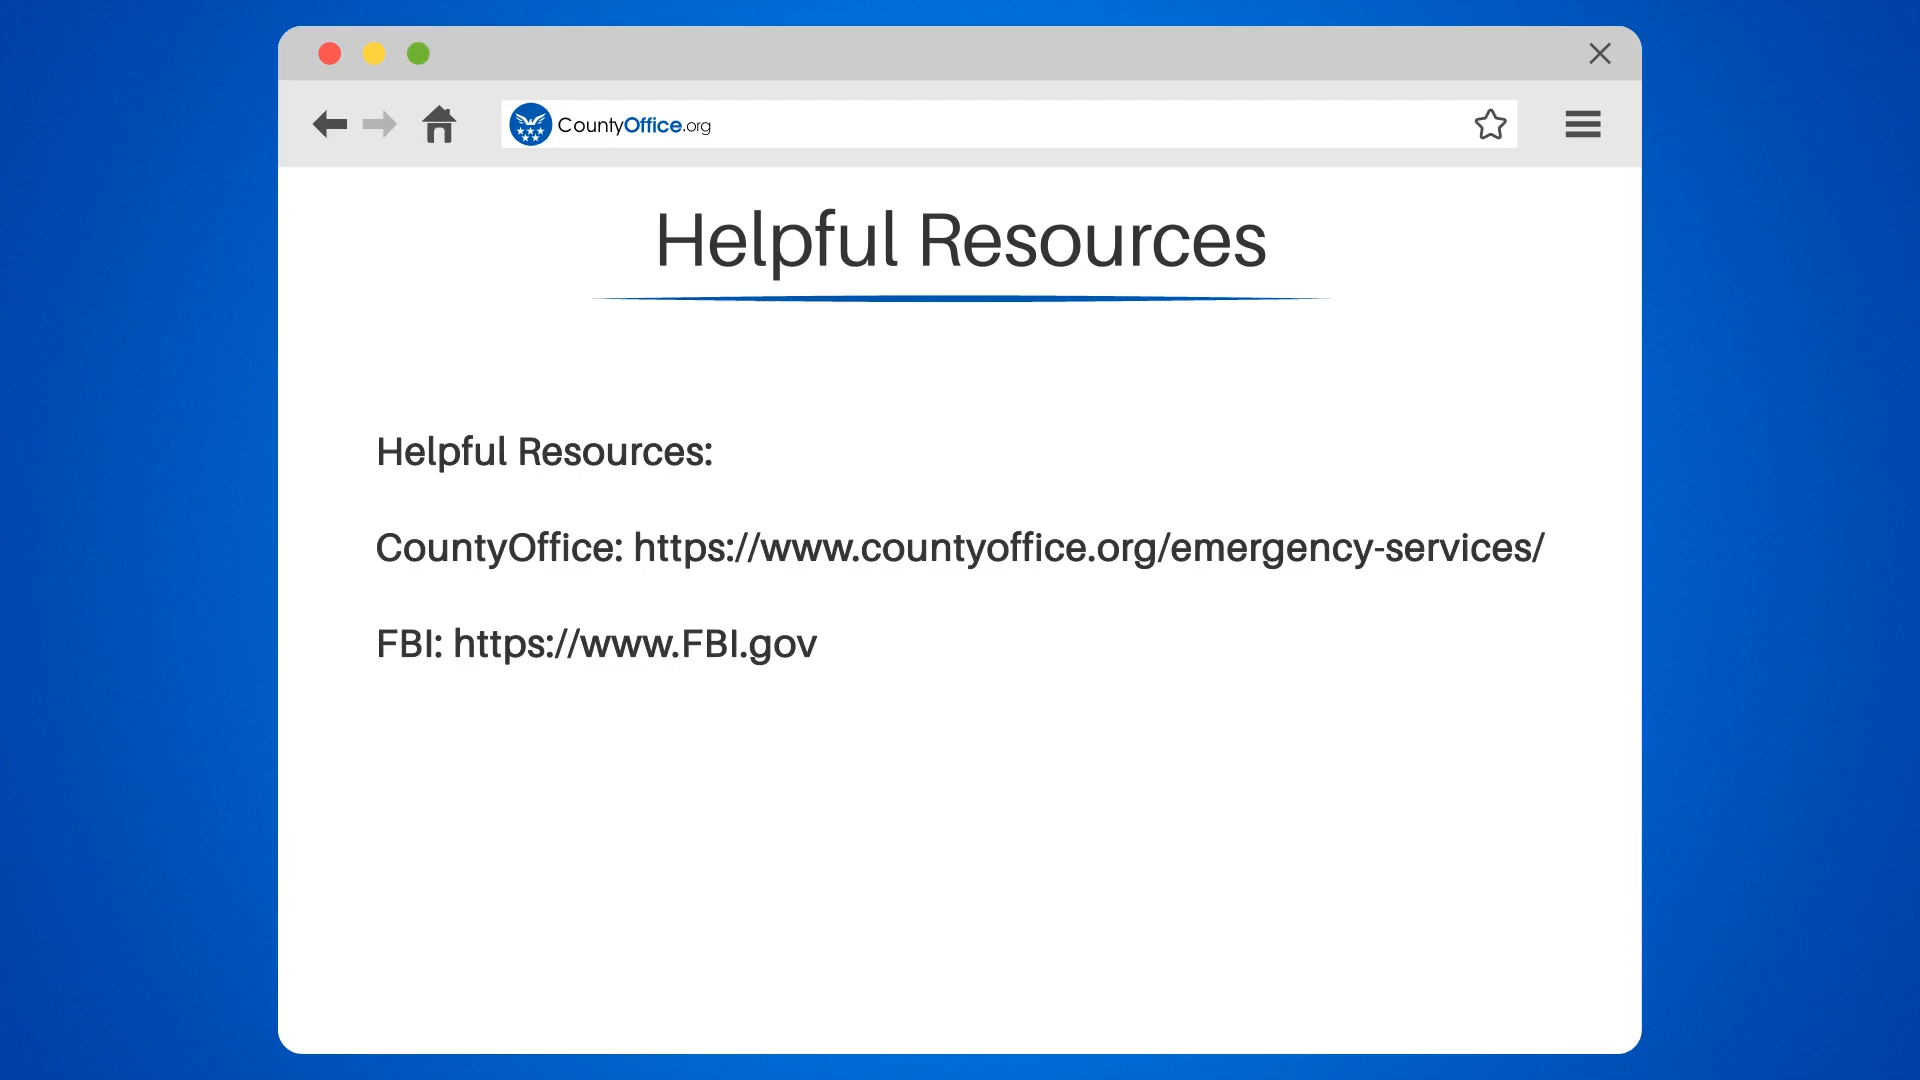 CountyOffice.org
Helpful Resources
Helpful Resources:
CountyOffice: https://www.countyoffice.org/emergency-services/
FBI: https://www.FBI.gov